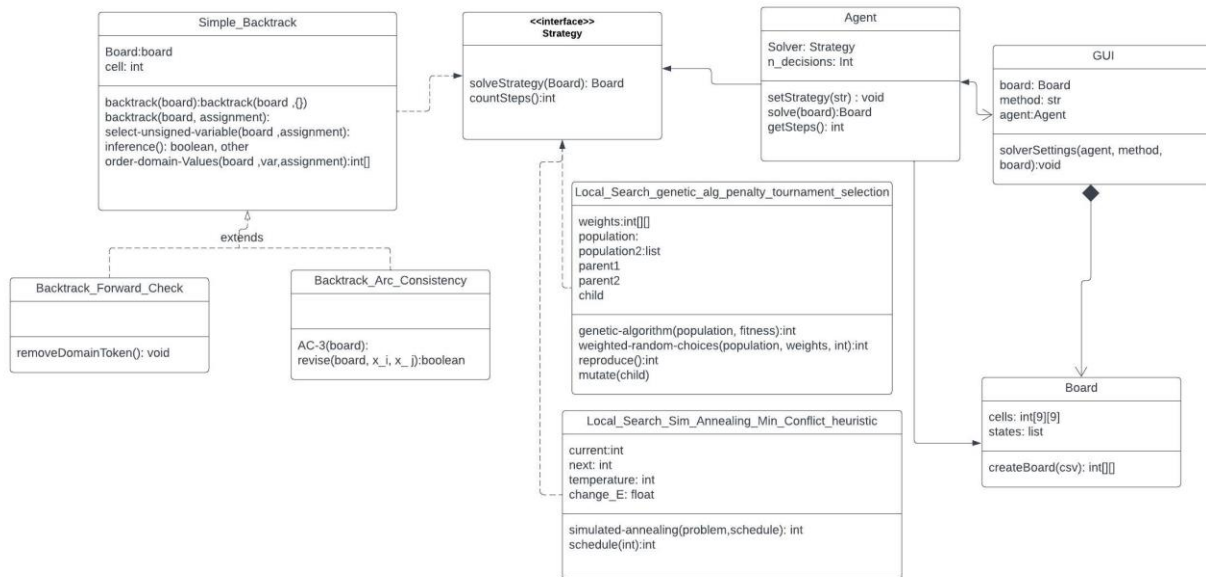 Simple_Backtrack
Board:board
cell: int
backtrack(board):backtrack(board ,{})
backtrack(board, assignment):
select-unsigned-variable(board ,assignment):
inference(): boolean, other
order-domain-Values(board ,var,assignment):int[]
<<interface>>
Strategy
solveStrategy(Board): Board
countSteps():int
Agent
Solver: Strategy
n_decisions: Int
setStrategy(str) : void
solve(board):Board
getSteps(): int
GUI
board: Board
method: str
agent:Agent
solverSettings(agent, method,
board):void
extends
Backtrack_Forward_Check
removeDomainToken(): void
Backtrack_Arc_Consistency
AC-3(board):
revise(board, x_i, x_ j):boolean
Local_Search_genetic_alg_penalty_tournament_selection
weights:int[][]
population:
population2:list
parent1
parent2
child
genetic-algorithm(population, fitness):int
weighted-random-choices(population, weights, int):int
reproduce():int
mutate(child)
Local_Search_Sim_Annealing_Min_Conflict_heuristic
current:int
next: int
temperature: int
change_E: float
simulated-annealing(problem,schedule): int
schedule(int):int
Board
cells: int[9][9]
states: list
createBoard(csv): int[][]